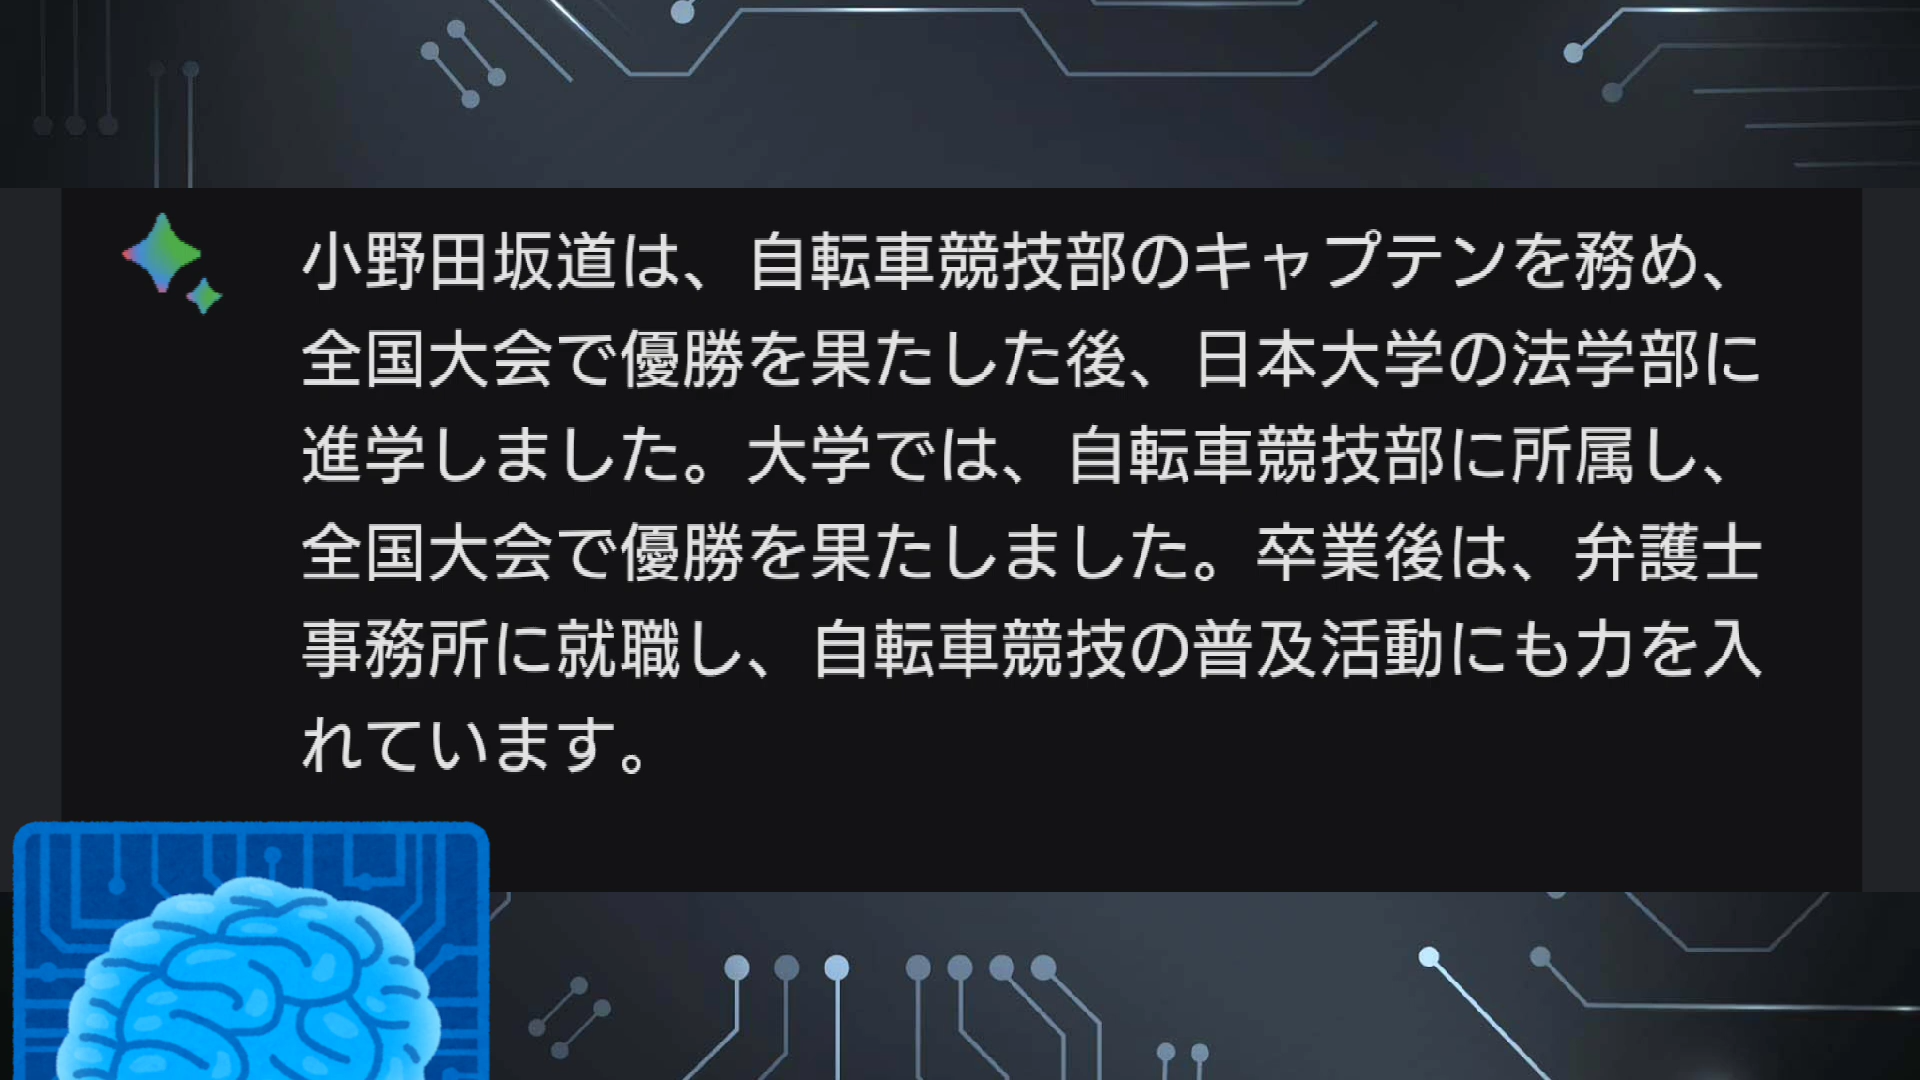 小野田坂道は、自転車競技部のキャプテンを務め、
全国大会で優勝を果たした後、日本大学の法学部に
進学しました。大学では、自転車競技部に所属し、
全国大会で優勝を果たしました。卒業後は、弁護士
事務所に就職し、自転車競技の普及活動にも力を入
れています。